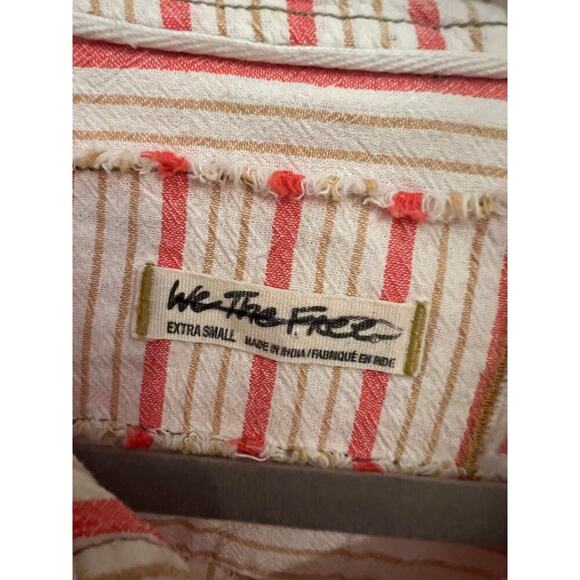 We The Free
EXTRA SMALL MADE IN INDIA / FABRIQUÉ EN INDE